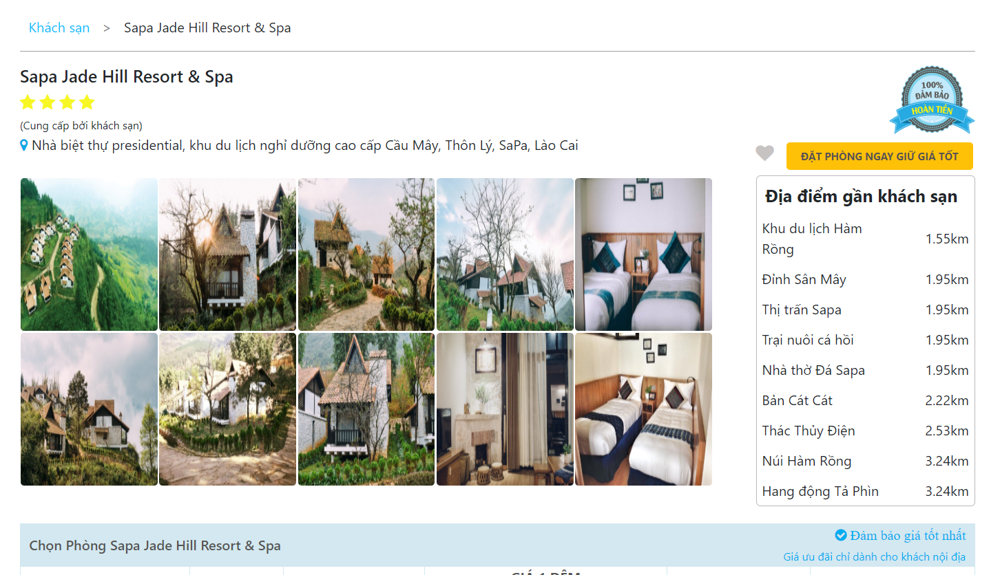 Khách sạn > Sapa Jade Hill Resort & Spa
Sapa Jade Hill Resort & Spa
(Cung cấp bởi khách sạn)
Nhà biệt thự presidential, khu du lịch nghỉ dưỡng cao cấp Cầu Mây, Thôn Lý, SaPa, Lào Cai
100%
ĐẢM BẢO
HOÀN TIỀN
ĐẶT PHÒNG NGAY GIỮ GIÁ TỐT
Địa điểm gần khách sạn
Khu du lịch Hàm
Rồng 1.55km
Đỉnh Sân Mây 1.95km
Thị trấn Sapa 1.95km
Trại nuôi cá hồi 1.95km
Nhà thờ Đá Sapa 1.95km
Bản Cát Cát 2.22km
Thác Thủy Điện 2.53km
Núi Hàm Rồng 3.24km
Hang động Tả Phìn 3.24km
Chọn Phòng Sapa Jade Hill Resort & Spa
Đảm bảo giá tốt nhất
Giá ưu đãi chỉ dành cho khách nội địa
GIÁ 1 ĐÊM